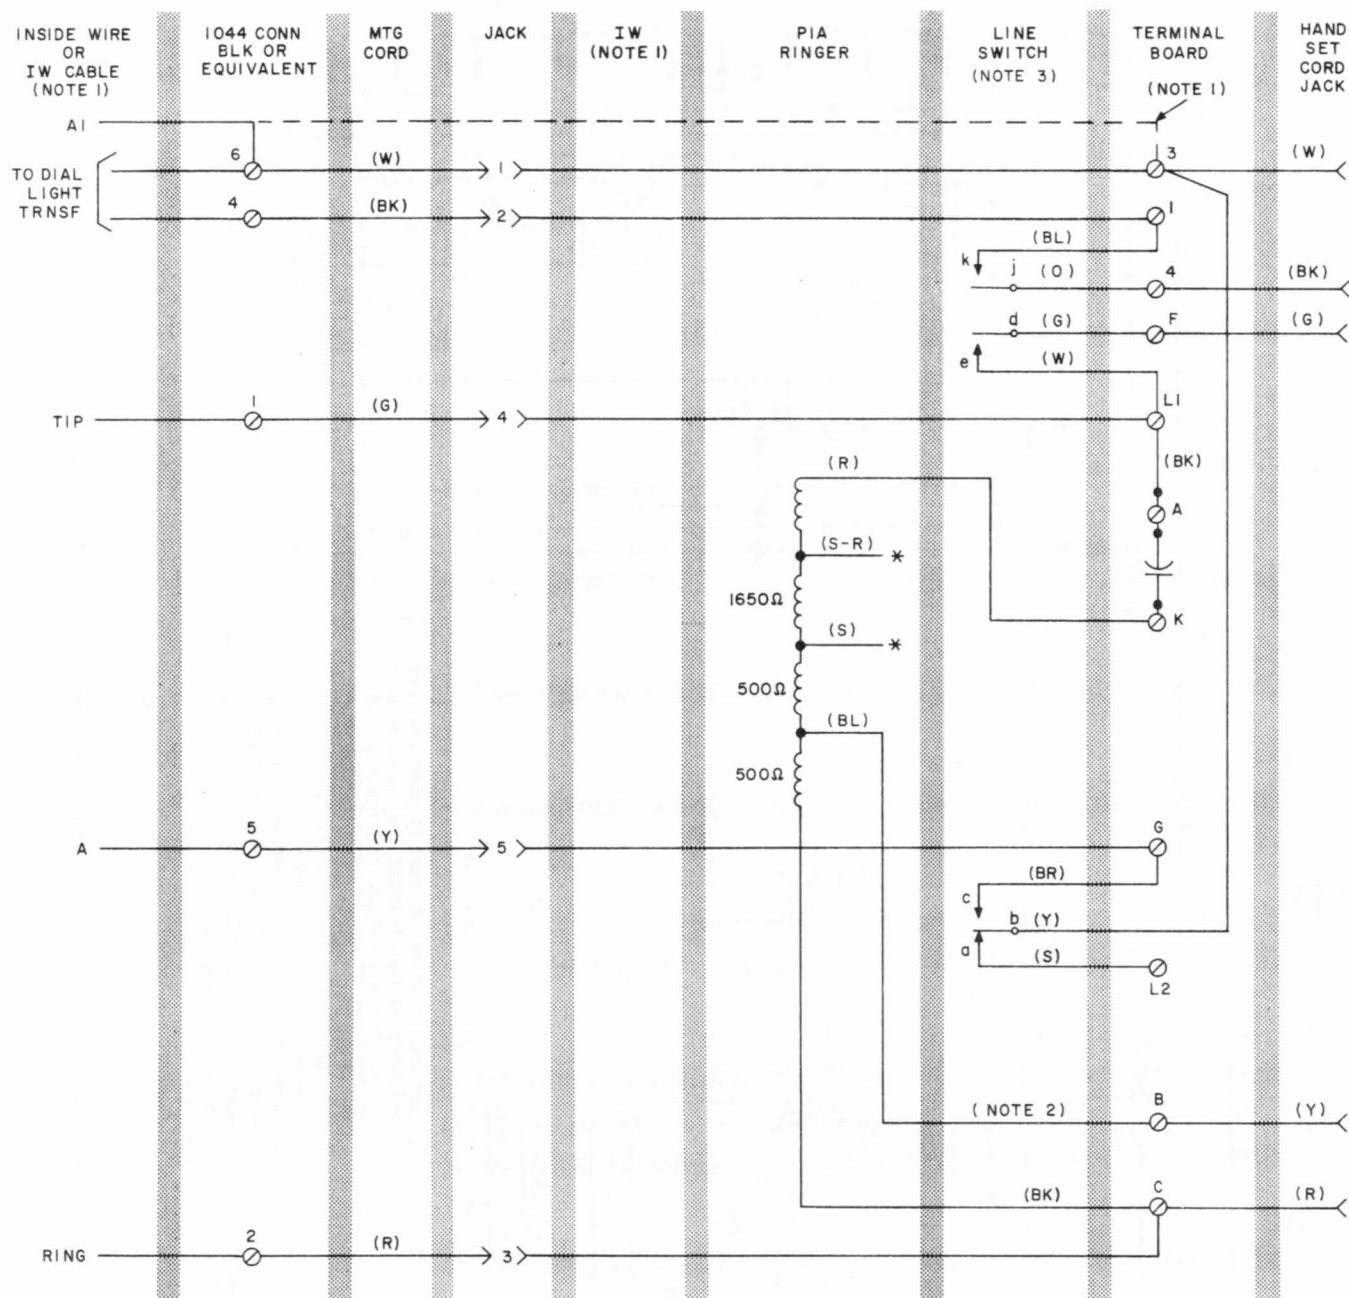 INSIDE WIRE
OR
IW CABLE
(NOTE 1)
1044 CONN
BLK OR
EQUIVALENT
MTG
CORD
JACK
IW
(NOTE 1)
PIA
RINGER
LINE
SWITCH
(NOTE 3)
TERMINAL
BOARD
(NOTE 1)
HAND
SET
CORD
JACK
A1
6
(W)
1
3
(W)
TO DIAL
LIGHT
TRNSF
4
(BK)
2
1
(BL)
k
j
(O)
4
(BK)
d
(G)
F
(G)
e
(W)
TIP
1
(G)
4
L1
(R)
(BK)
A
(S-R)
*
1650Ω
K
(S)
*
500Ω
(BL)
500Ω
A
5
(Y)
5
G
(BR)
c
b
(Y)
a
(S)
L2
(NOTE 2)
B
(Y)
(BK)
C
(R)
RING
2
(R)
3